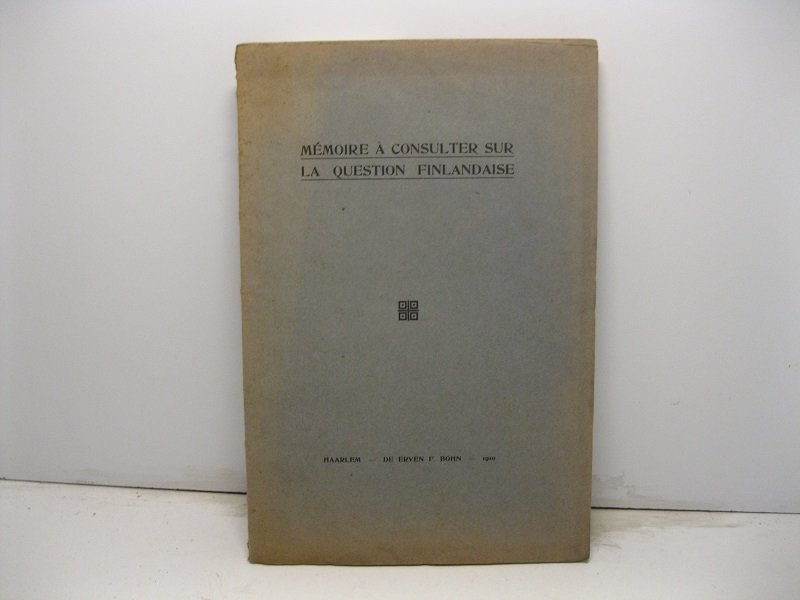 MÉMOIRE À CONSULTER SUR
LA QUESTION FINLANDAISE
HAARLEM — DE ERVEN F. BOHN — 1910